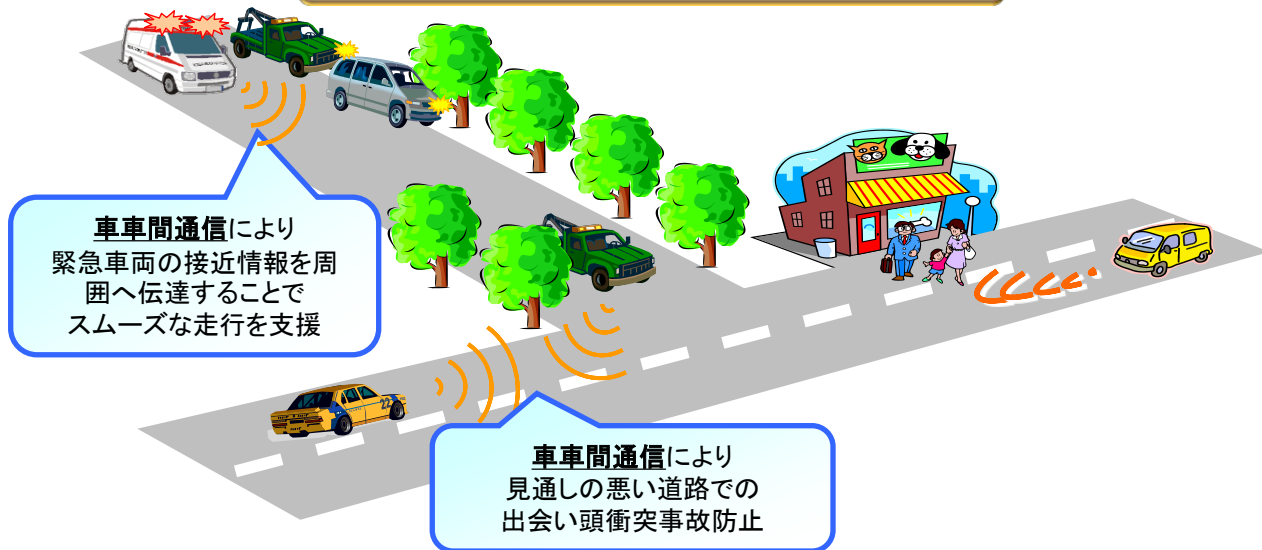 車車間通信により
緊急車両の接近情報を周
囲へ伝達することで
スムーズな走行を支援
22
車車間通信により
見通しの悪い道路での
出会い頭衝突事故防止